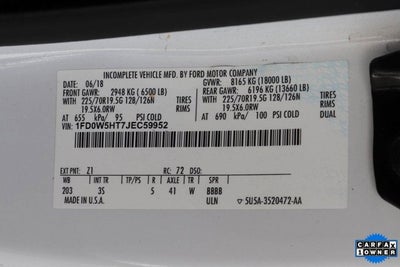 INCOMPLETE VEHICLE MFD. BY FORD MOTOR COMPANY
DATE: 06/18 GVWR: 8165 KG (18000 LB)
FRONT GAWR: 2948 KG ( 6500 LB) REAR GAWR: 6196 KG (13660 LB)
WITH WITH
225/70R19.5G 128/126N TIRES 225/70R19.5G 128/126N TIRES
19.5X6.0RW RIMS 19.5X6.0RW RIMS
AT 655 kPa/ 95 PSI COLD AT 690 kPa/ 100 PSI COLD
VIN: 1FD0W5HT7JEC59952
EXT PNT: Z1 RC: 72 DSO:
WB INT TR TP/PS R AXLE TR SPR
203 3S 5 41 W BBBB
MADE IN U.S.A. ULN 5U5A-3520472-AA
CARFAX
1 OWNER